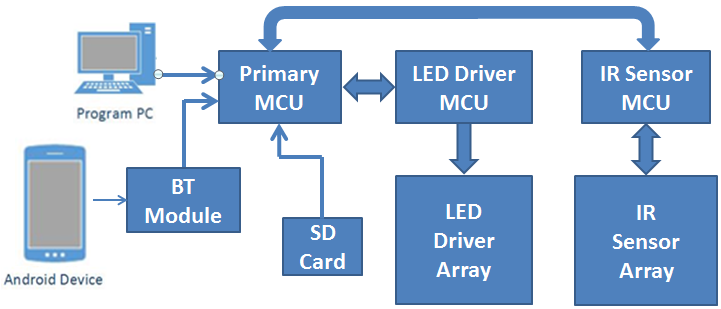 Program PC
Primary
MCU
LED Driver
MCU
IR Sensor
MCU
Android Device
BT
Module
SD
Card
LED
Driver
Array
IR
Sensor
Array